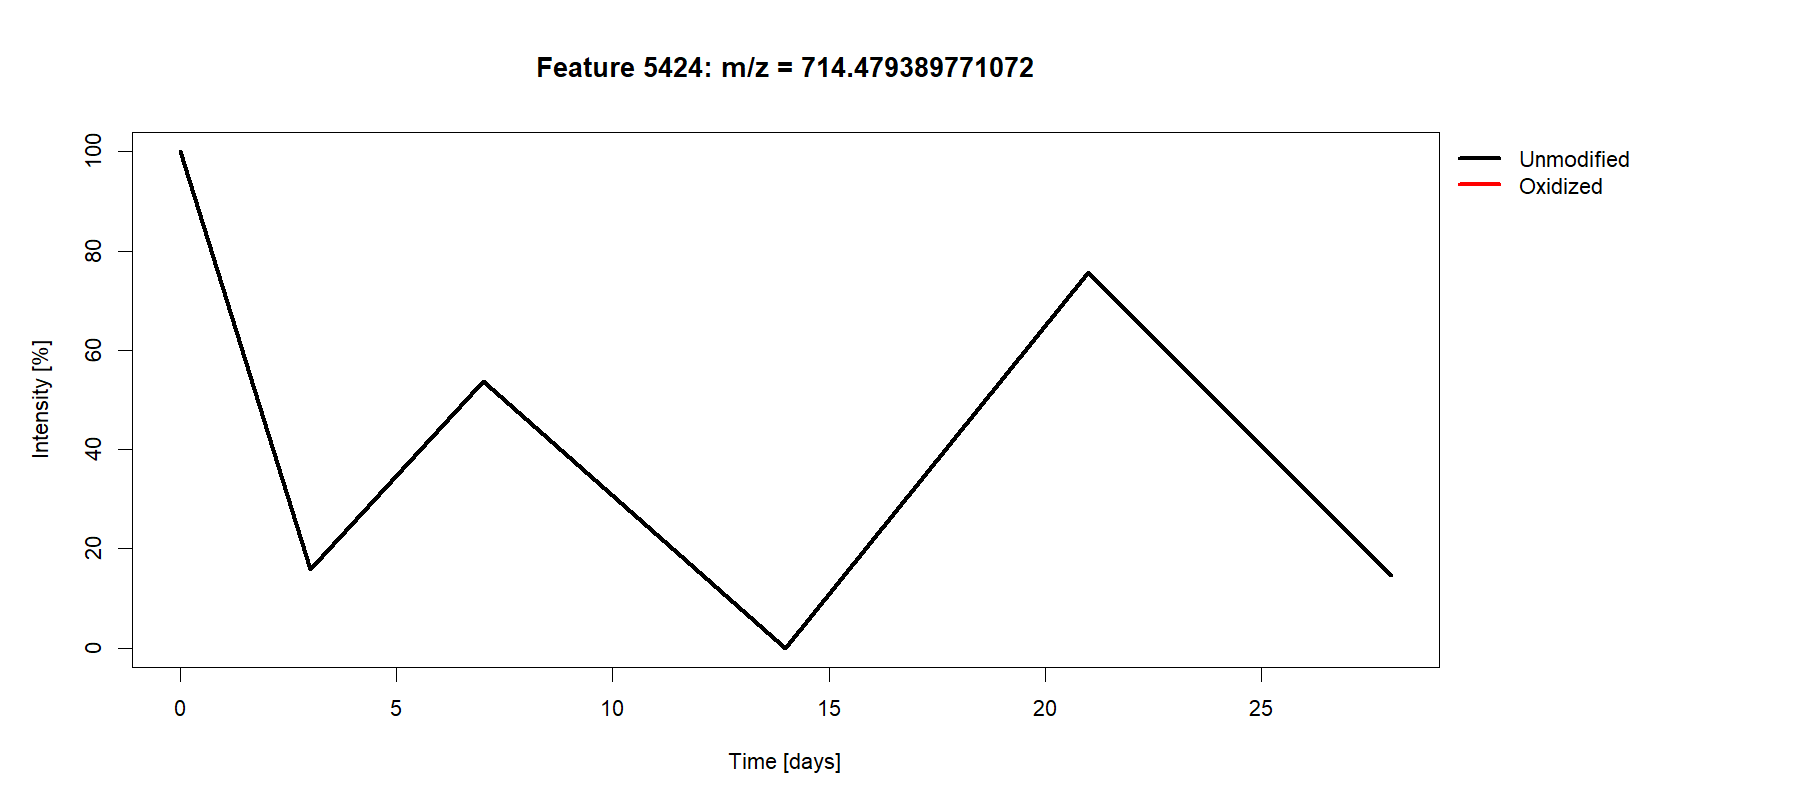 Feature 5424: m/z = 714.479389771072
Unmodified
Oxidized
Intensity [%]
100
80
60
40
20
0
0 5 10 15 20 25
Time [days]